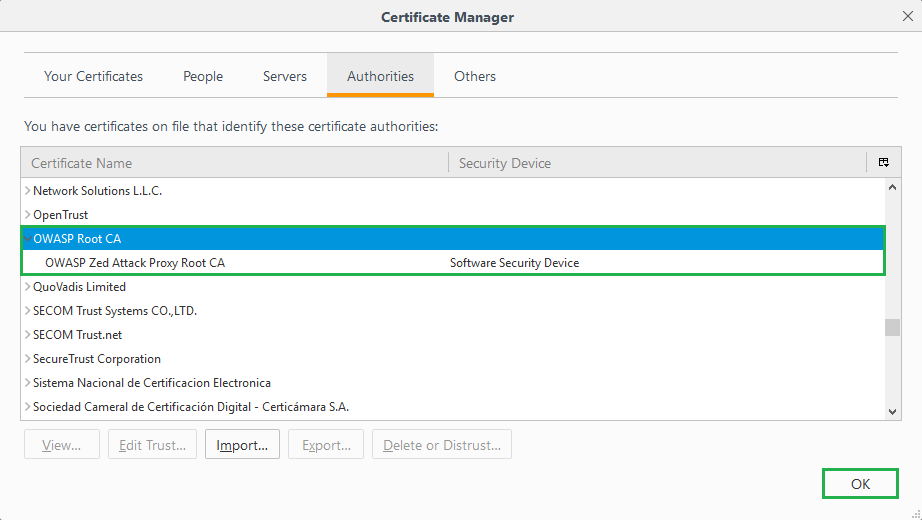 Certificate Manager
Your Certificates People Servers Authorities Others
You have certificates on file that identify these certificate authorities:
Certificate Name Security Device
Network Solutions L.L.C.
OpenTrust
OWASP Root CA
OWASP Zed Attack Proxy Root CA Software Security Device
QuoVadis Limited
SECOM Trust Systems CO.,LTD.
SECOM Trust.net
SecureTrust Corporation
Sistema Nacional de Certificacion Electronica
Sociedad Cameral de Certificación Digital - Certicámara S.A.
View... Edit Trust... Import... Export... Delete or Distrust...
OK